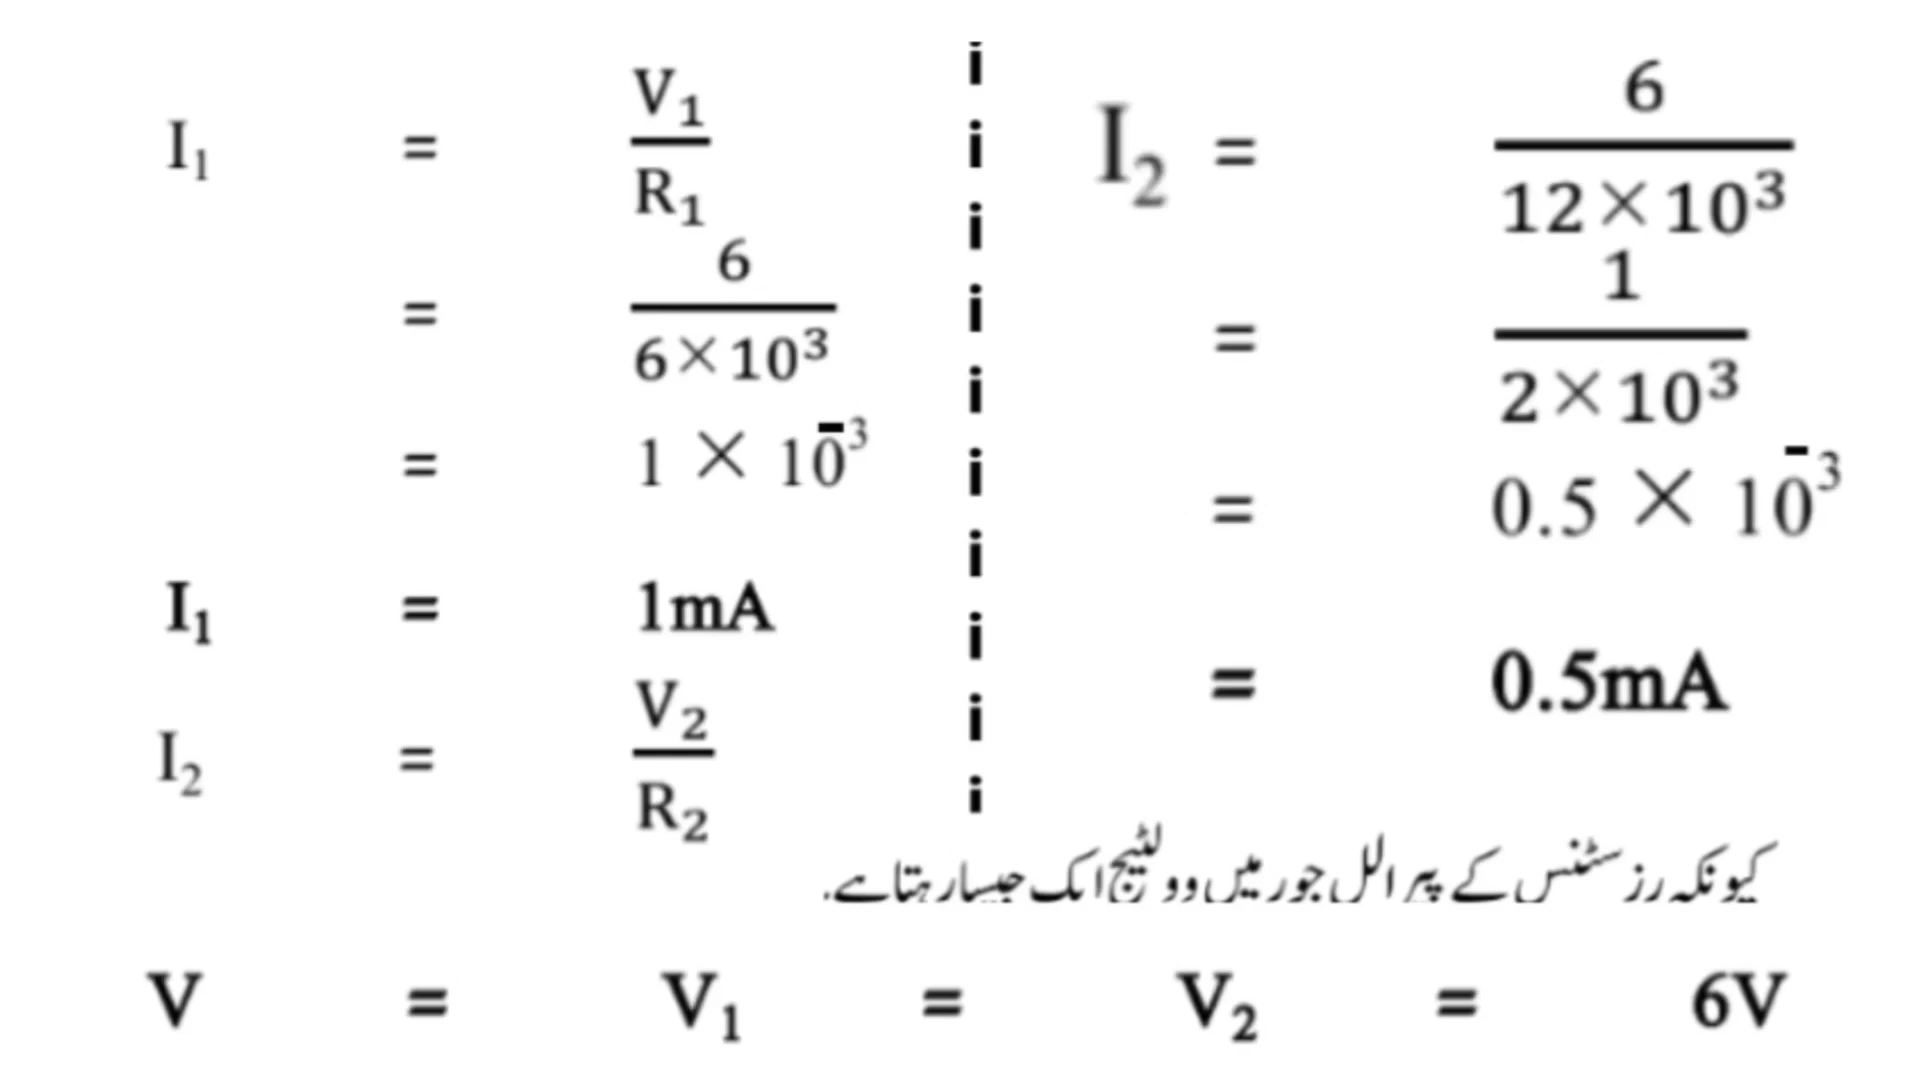 I₁ = V₁/R₁
= 6/(6×10³)
= 1 × 10⁻³
I₁ = 1mA
I₂ = V₂/R₂
I₂ = 6/(12×10³)
= 1/(2×10³)
= 0.5 × 10⁻³
= 0.5mA
کیونکہ رزسٹنس کے پیرالل جور میں وولٹیج اک جیسا رہتا ہے.
V = V₁ = V₂ = 6V